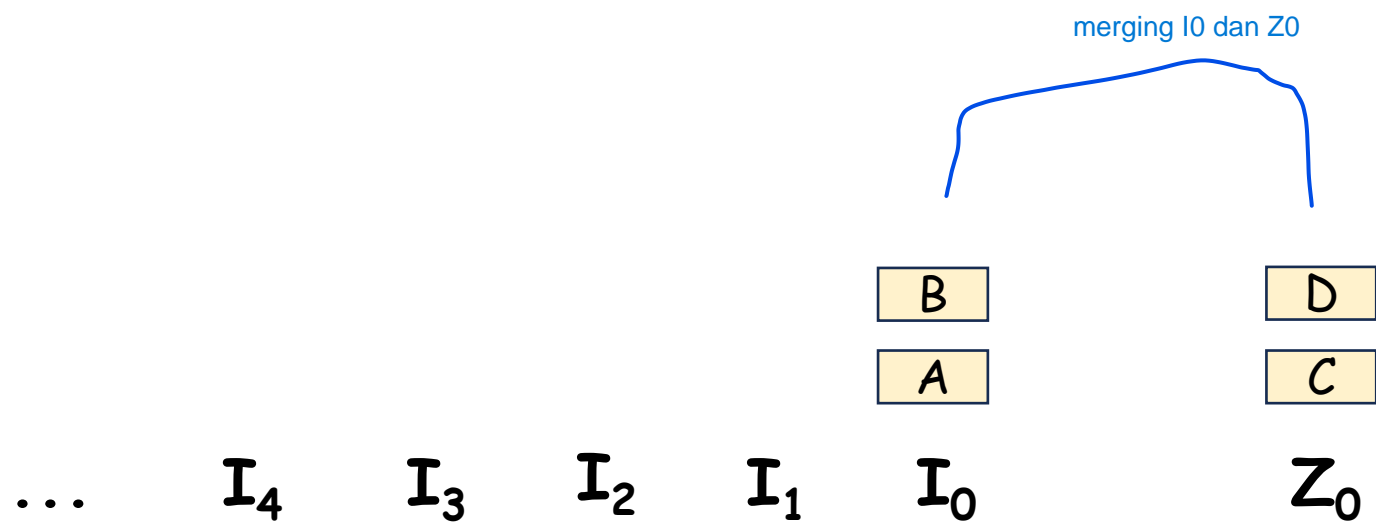 merging I0 dan Z0
B D
A C
... I₄ I₃ I₂ I₁ I₀ Z₀